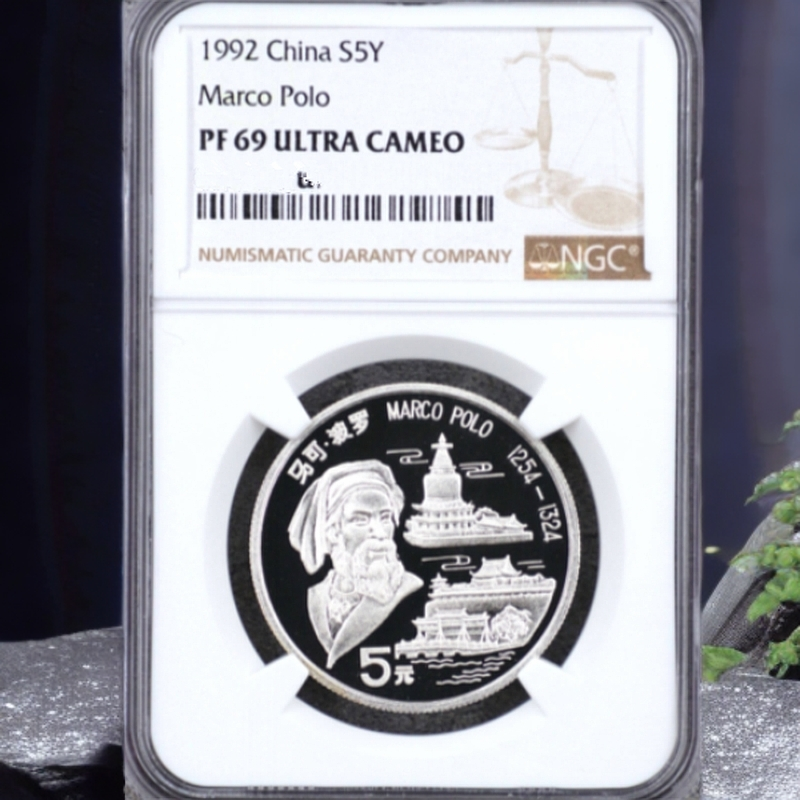 1992 China S5Y
Marco Polo
PF 69 ULTRA CAMEO
NUMISMATIC GUARANTY COMPANY
NGC®
马可·波罗 MARCO POLO 1254-1324
5元